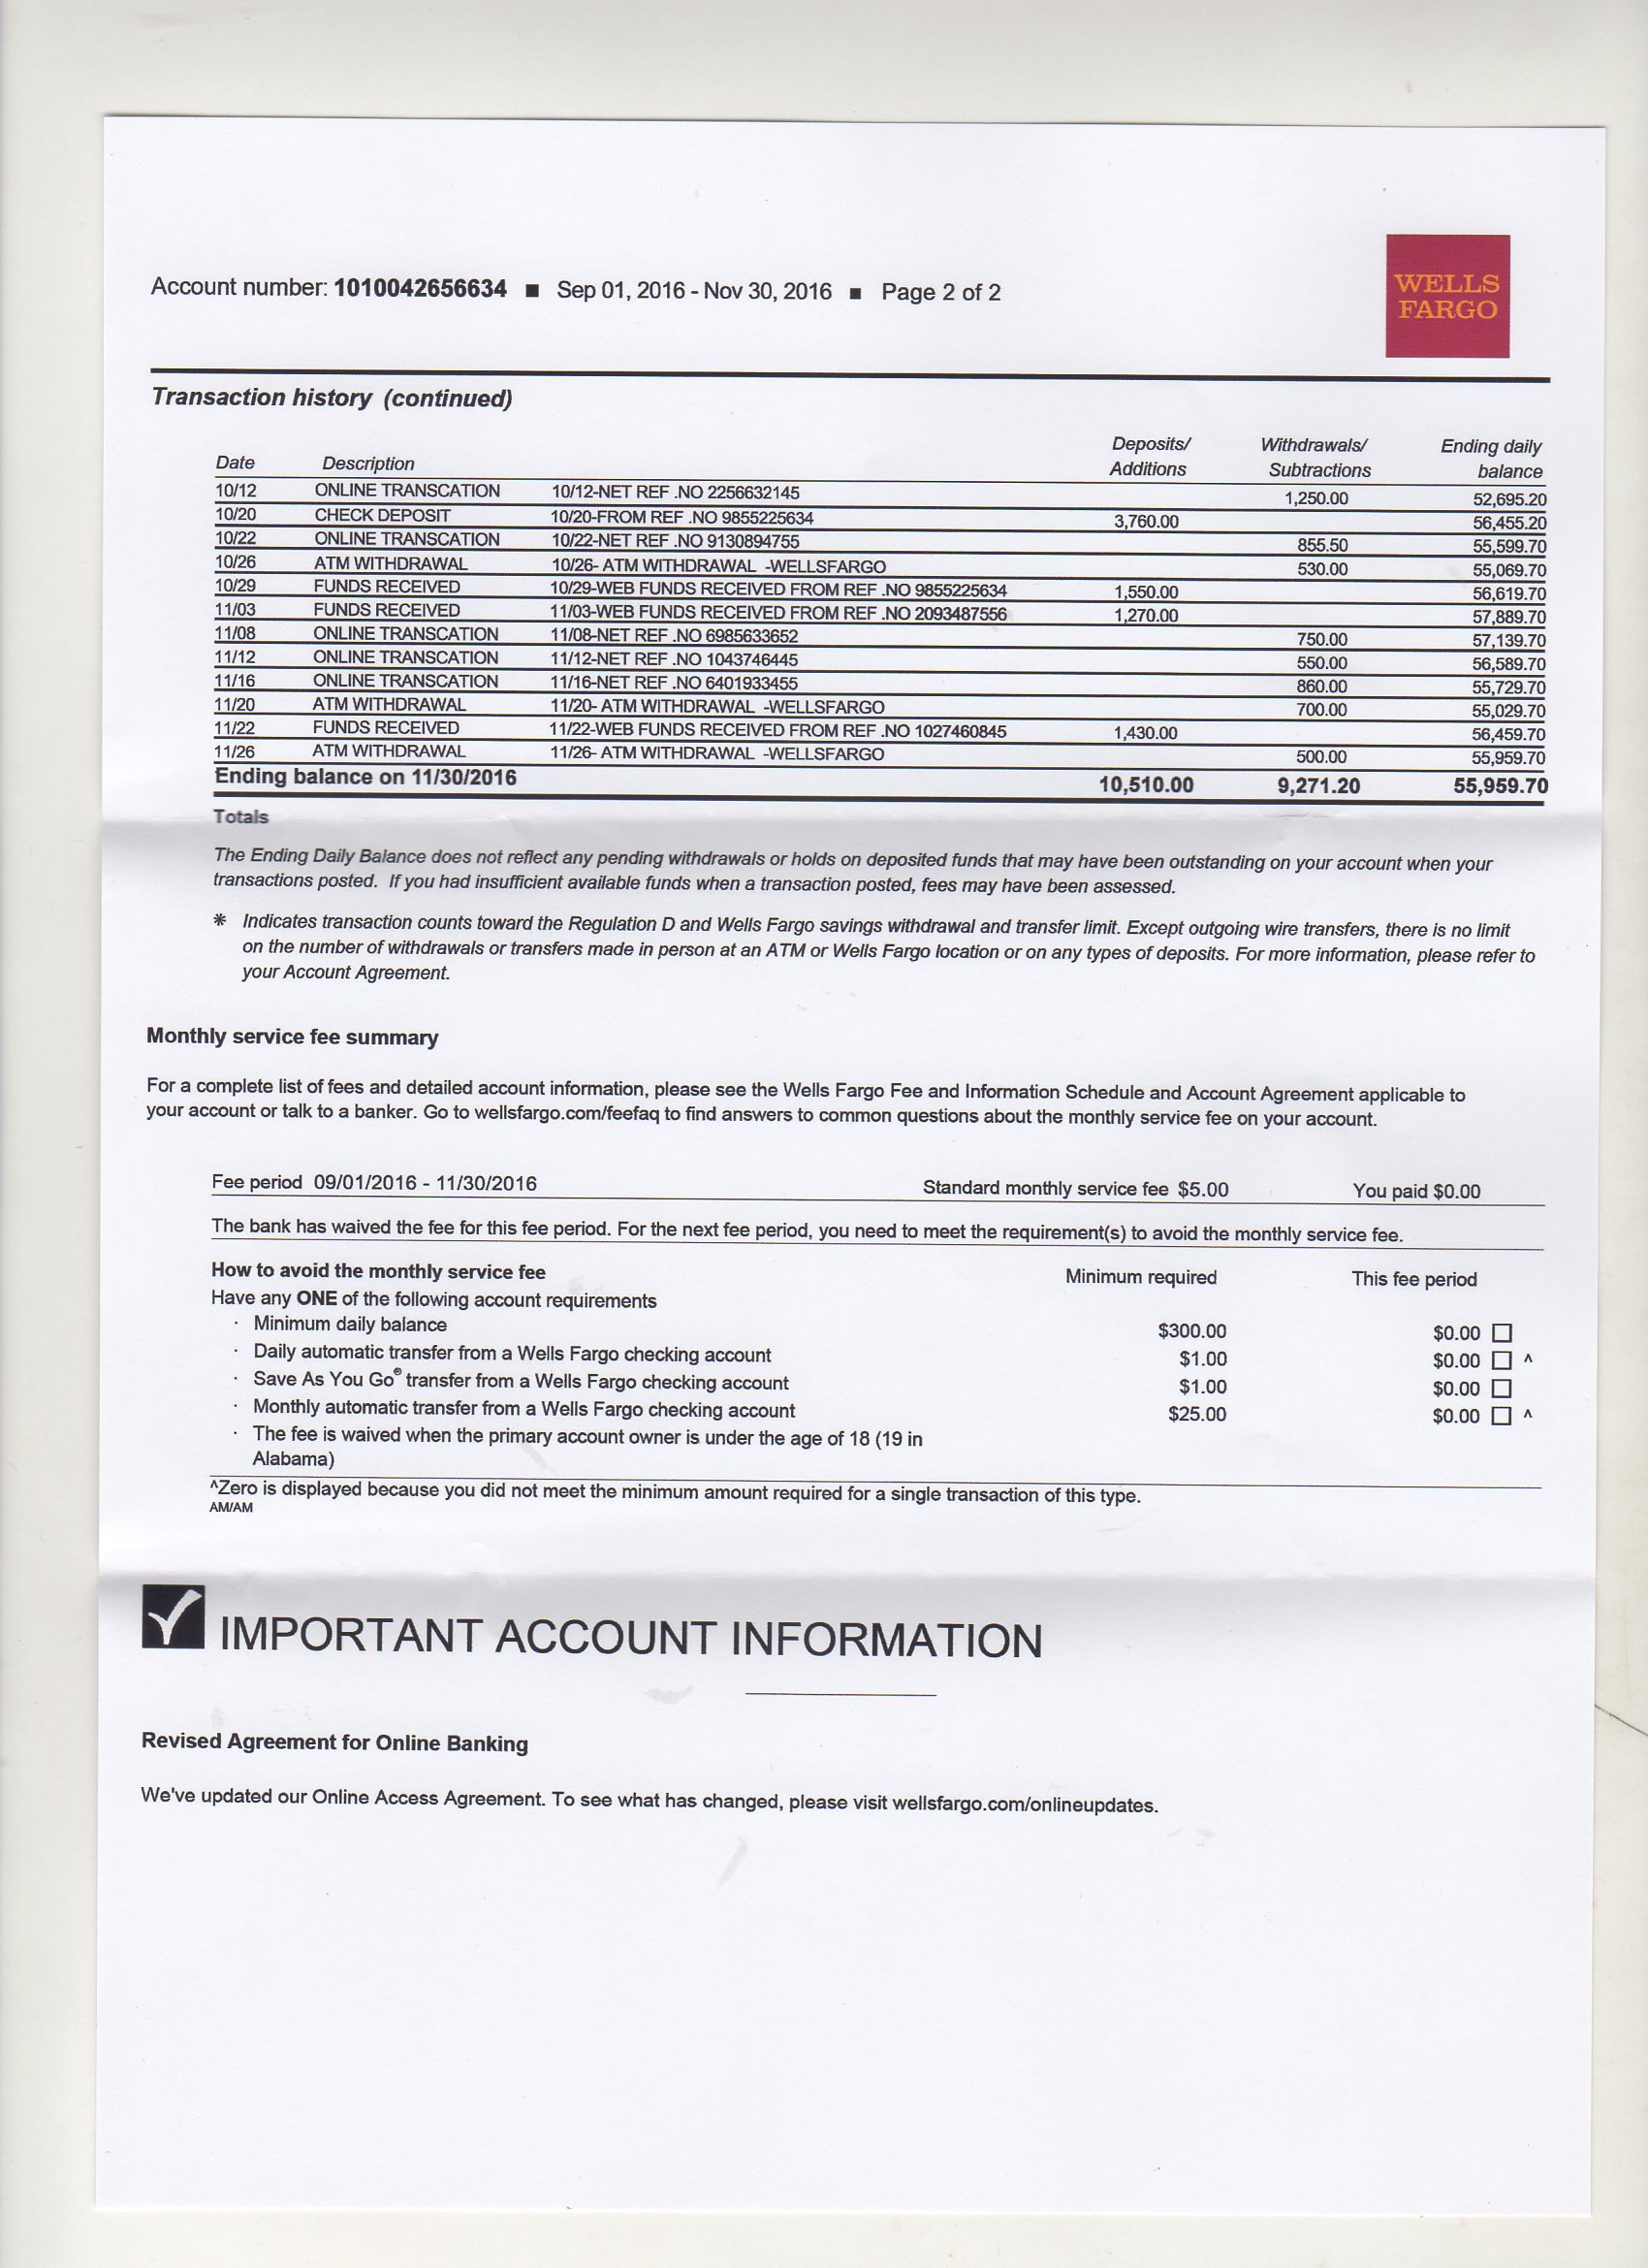 WELLS
FARGO
Account number: 1010042656634 ■ Sep 01, 2016 - Nov 30, 2016 ■ Page 2 of 2
Transaction history (continued)
Date Description Deposits/ Additions Withdrawals/ Subtractions Ending daily balance
10/12 ONLINE TRANSCATION 10/12-NET REF .NO 2256632145 1,250.00 52,695.20
10/20 CHECK DEPOSIT 10/20-FROM REF .NO 9855225634 3,760.00 56,455.20
10/22 ONLINE TRANSCATION 10/22-NET REF .NO 9130894755 855.50 55,599.70
10/26 ATM WITHDRAWAL 10/26- ATM WITHDRAWAL -WELLSFARGO 530.00 55,069.70
10/29 FUNDS RECEIVED 10/29-WEB FUNDS RECEIVED FROM REF .NO 9855225634 1,550.00 56,619.70
11/03 FUNDS RECEIVED 11/03-WEB FUNDS RECEIVED FROM REF .NO 2093487556 1,270.00 57,889.70
11/08 ONLINE TRANSCATION 11/08-NET REF .NO 6985633652 750.00 57,139.70
11/12 ONLINE TRANSCATION 11/12-NET REF .NO 1043746445 550.00 56,589.70
11/16 ONLINE TRANSCATION 11/16-NET REF .NO 6401933455 860.00 55,729.70
11/20 ATM WITHDRAWAL 11/20- ATM WITHDRAWAL -WELLSFARGO 700.00 55,029.70
11/22 FUNDS RECEIVED 11/22-WEB FUNDS RECEIVED FROM REF .NO 1027460845 1,430.00 56,459.70
11/26 ATM WITHDRAWAL 11/26- ATM WITHDRAWAL -WELLSFARGO 500.00 55,959.70
Ending balance on 11/30/2016 10,510.00 9,271.20 55,959.70
Totals
The Ending Daily Balance does not reflect any pending withdrawals or holds on deposited funds that may have been outstanding on your account when your
transactions posted. If you had insufficient available funds when a transaction posted, fees may have been assessed.
* Indicates transaction counts toward the Regulation D and Wells Fargo savings withdrawal and transfer limit. Except outgoing wire transfers, there is no limit
on the number of withdrawals or transfers made in person at an ATM or Wells Fargo location or on any types of deposits. For more information, please refer to
your Account Agreement.
Monthly service fee summary
For a complete list of fees and detailed account information, please see the Wells Fargo Fee and Information Schedule and Account Agreement applicable to
your account or talk to a banker. Go to wellsfargo.com/feefaq to find answers to common questions about the monthly service fee on your account.
Fee period 09/01/2016 - 11/30/2016 Standard monthly service fee $5.00 You paid $0.00
The bank has waived the fee for this fee period. For the next fee period, you need to meet the requirement(s) to avoid the monthly service fee.
How to avoid the monthly service fee Minimum required This fee period
Have any ONE of the following account requirements
· Minimum daily balance $300.00 $0.00 ☐
· Daily automatic transfer from a Wells Fargo checking account $1.00 $0.00 ☐ ^
· Save As You Go® transfer from a Wells Fargo checking account $1.00 $0.00 ☐
· Monthly automatic transfer from a Wells Fargo checking account $25.00 $0.00 ☐ ^
· The fee is waived when the primary account owner is under the age of 18 (19 in
Alabama)
^Zero is displayed because you did not meet the minimum amount required for a single transaction of this type.
AM/AM
IMPORTANT ACCOUNT INFORMATION
Revised Agreement for Online Banking
We've updated our Online Access Agreement. To see what has changed, please visit wellsfargo.com/onlineupdates.